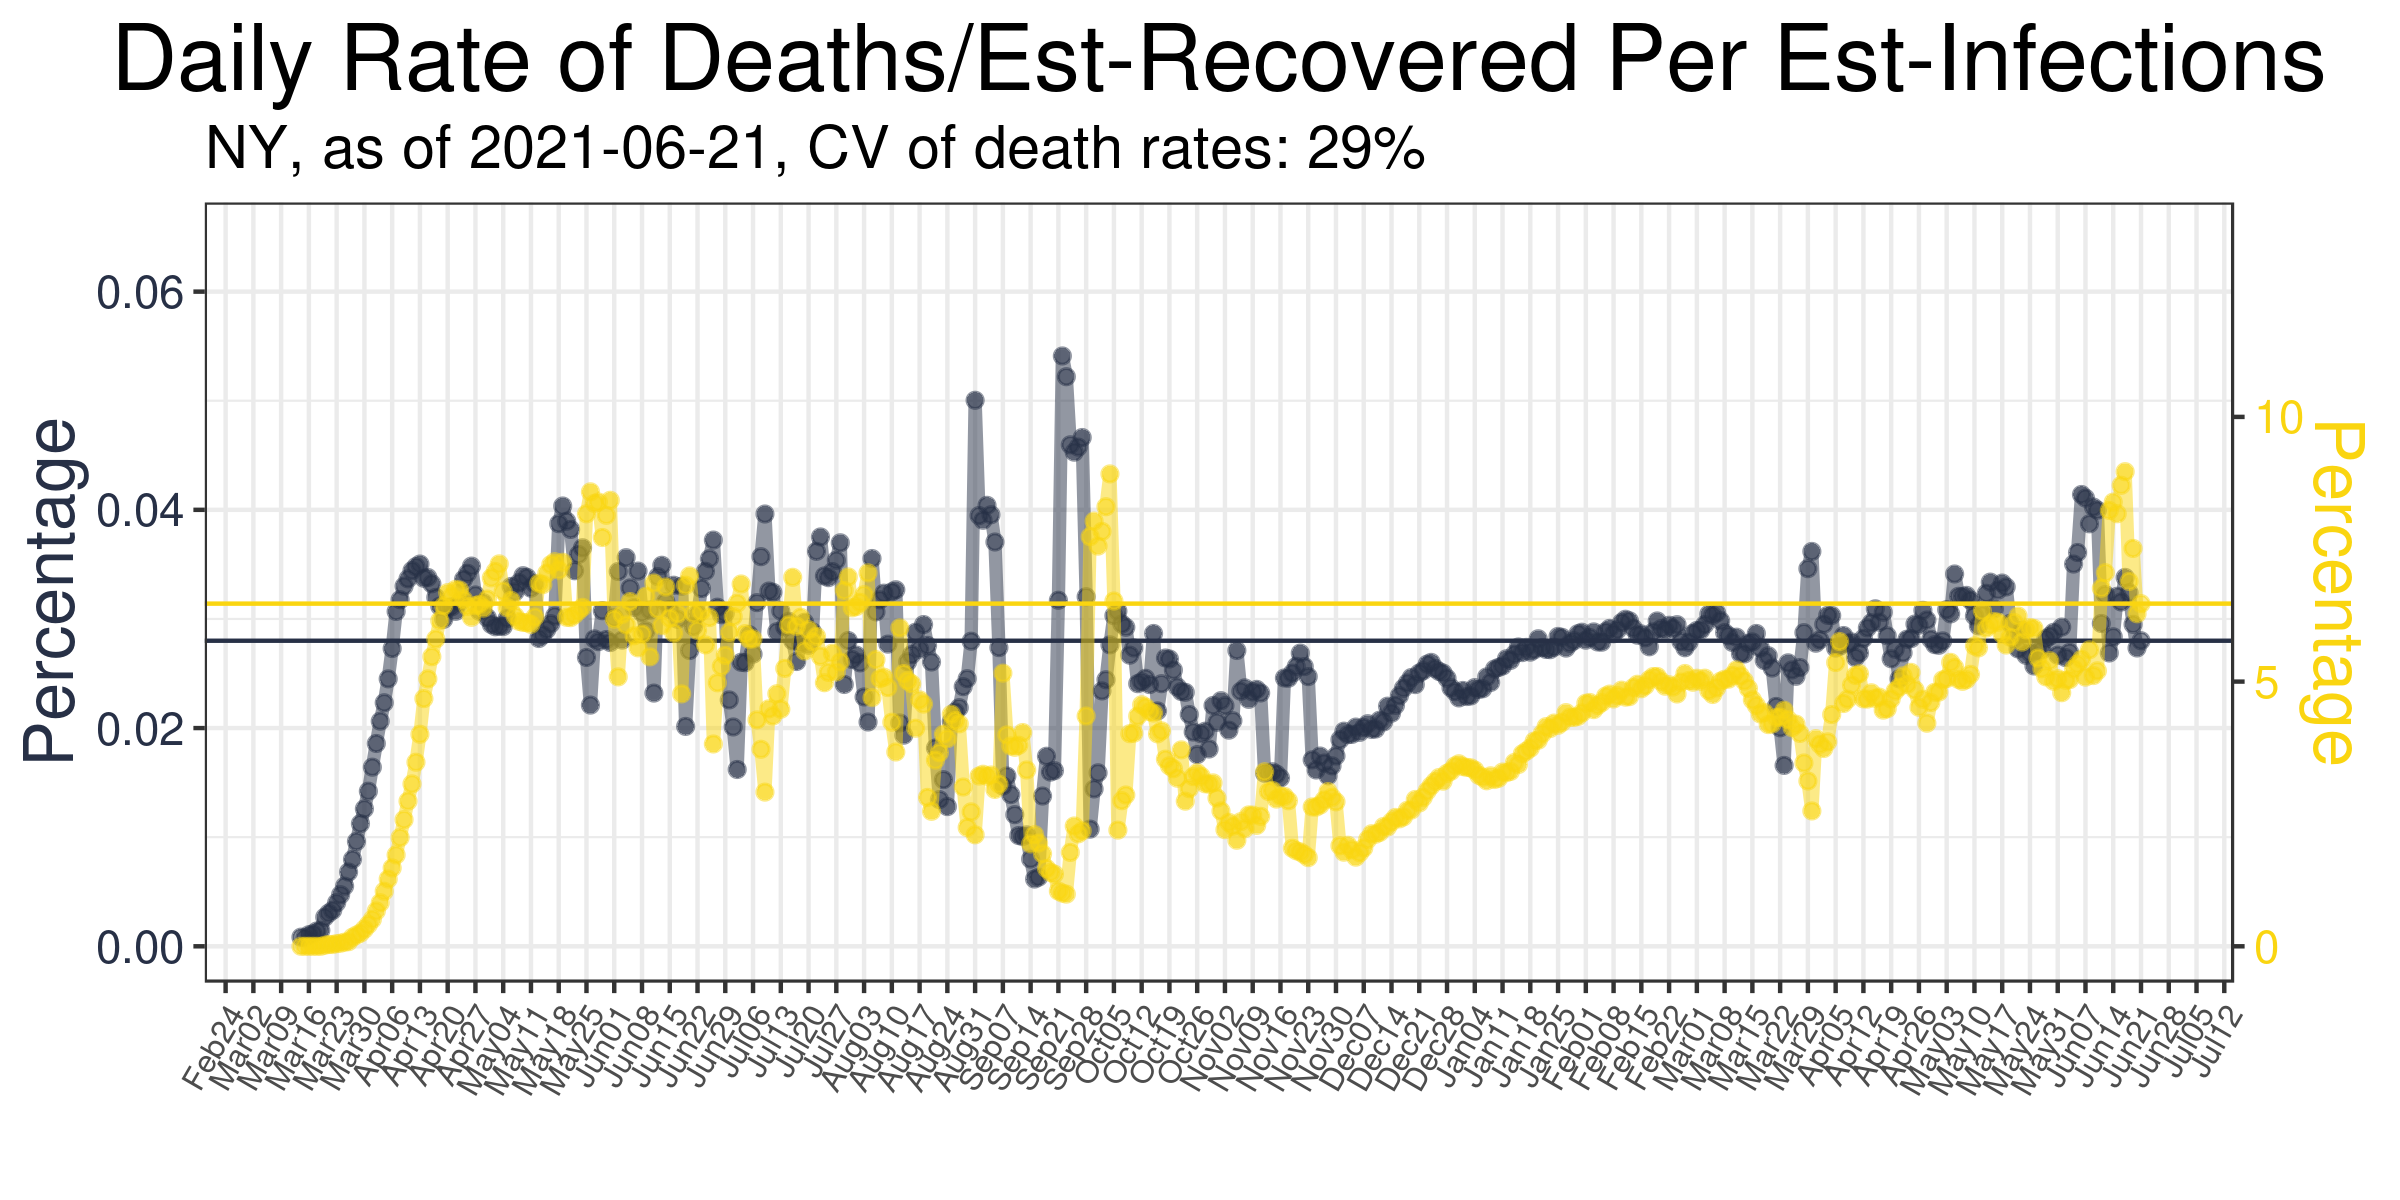 Daily Rate of Deaths/Est-Recovered Per Est-Infections
NY, as of 2021-06-21, CV of death rates: 29%
Percentage
0.06
0.04
0.02
0.00
10
5
0
Percentage
Feb24
Mar02
Mar09
Mar16
Mar23
Mar30
Apr06
Apr13
Apr20
Apr27
May04
May11
May18
May25
Jun01
Jun08
Jun15
Jun22
Jun29
Jul06
Jul13
Jul20
Jul27
Aug03
Aug10
Aug17
Aug24
Aug31
Sep07
Sep14
Sep21
Sep28
Oct05
Oct12
Oct19
Oct26
Nov02
Nov09
Nov16
Nov23
Nov30
Dec07
Dec14
Dec21
Dec28
Jan04
Jan11
Jan18
Jan25
Feb01
Feb08
Feb15
Feb22
Mar01
Mar08
Mar15
Mar22
Mar29
Apr05
Apr12
Apr19
Apr26
May03
May10
May17
May24
May31
Jun07
Jun14
Jun21
Jun28
Jul05
Jul12